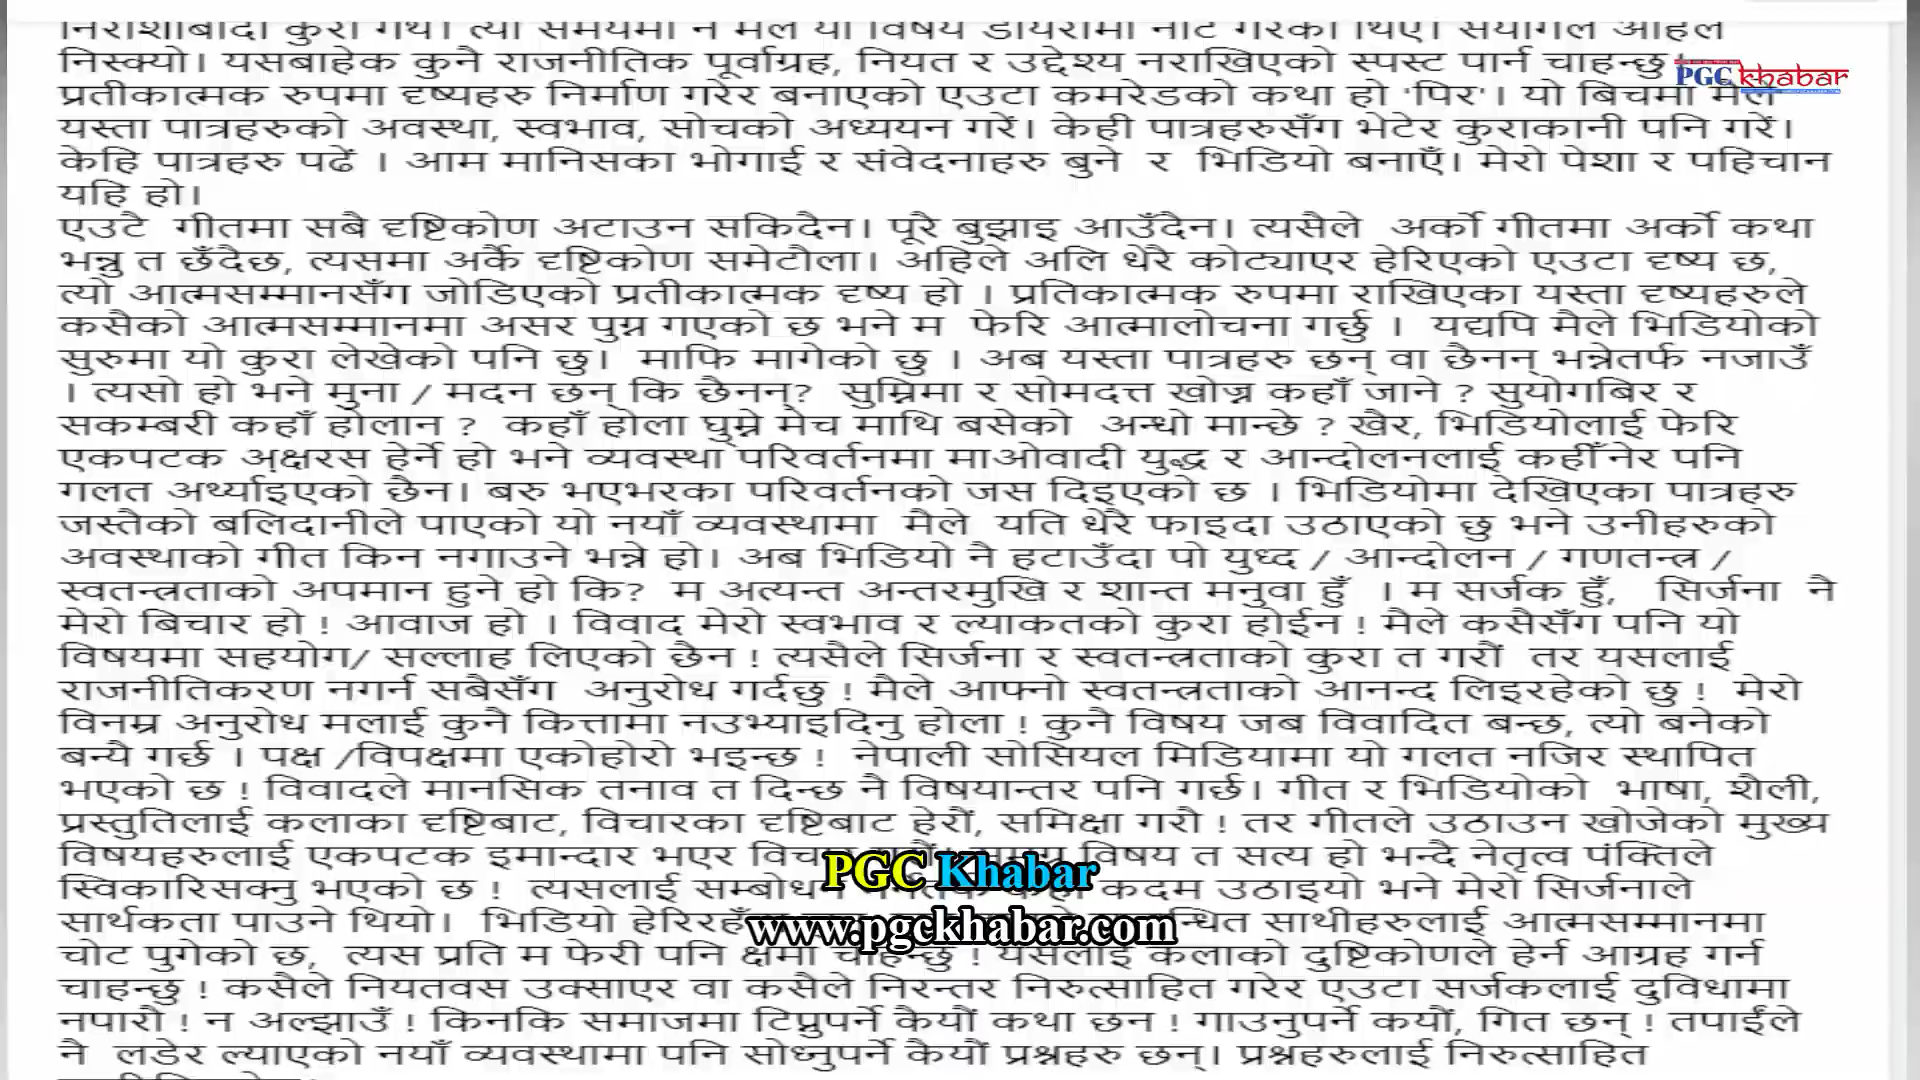 निराशाबादी कुरा गर्थे। त्यो समयमा नै मैले यो विषय डायरीमा नोट गरेको थिएँ। संयोगले अहिले
निस्क्यो। यसबाहेक कुनै राजनीतिक पूर्वाग्रह, नियत र उद्देश्य नराखिएको स्पस्ट पार्न चाहन्छु।
PGC khabar
प्रतीकात्मक रुपमा दृष्यहरु निर्माण गरेर बनाएको एउटा कमरेडको कथा हो 'पिर'। यो बिचमा मैले
यस्ता पात्रहरुको अवस्था, स्वभाव, सोचको अध्ययन गरें। केही पात्रहरुसँग भेटेर कुराकानी पनि गरें।
केहि पात्रहरु पढें । आम मानिसका भोगाई र संवेदनाहरु बुने र भिडियो बनाएँ। मेरो पेशा र पहिचान
यहि हो।
एउटै गीतमा सबै दृष्टिकोण अटाउन सकिदैन। पूरै बुझाइ आउँदैन। त्यसैले अर्को गीतमा अर्को कथा
भन्नु त छँदैछ, त्यसमा अर्कै दृष्टिकोण समेटौला। अहिले अलि धेरै कोट्याएर हेरिएको एउटा दृष्य छ,
त्यो आत्मसम्मानसँग जोडिएको प्रतीकात्मक दृष्य हो । प्रतिकात्मक रुपमा राखिएका यस्ता दृष्यहरुले
कसैको आत्मसम्मानमा असर पुग्न गएको छ भने म फेरि आत्मालोचना गर्छु । यद्यपि मैले भिडियोको
सुरुमा यो कुरा लेखेको पनि छु। माफि मागेको छु । अब यस्ता पात्रहरु छन् वा छैनन् भन्नेतर्फ नजाउँ
। त्यसो हो भने मुना / मदन छन् कि छैनन्? सुम्निमा र सोमदत्त खोज्न कहाँ जाने ? सुयोगबिर र
सकम्बरी कहाँ होलान ? कहाँ होला घुम्ने मेच माथि बसेको अन्धो मान्छे ? खैर, भिडियोलाई फेरि
एकपटक अक्षरस हेर्ने हो भने व्यवस्था परिवर्तनमा माओवादी युद्ध र आन्दोलनलाई कहीँनेर पनि
गलत अर्थ्याइएको छैन। बरु भएभरका परिवर्तनको जस दिइएको छ । भिडियोमा देखिएका पात्रहरु
जस्तैको बलिदानीले पाएको यो नयाँ व्यवस्थामा मैले यति धेरै फाइदा उठाएको छु भने उनीहरुको
अवस्थाको गीत किन नगाउने भन्ने हो। अब भिडियो नै हटाउँदा पो युध्द / आन्दोलन / गणतन्त्र /
स्वतन्त्रताको अपमान हुने हो कि? म अत्यन्त अन्तरमुखि र शान्त मनुवा हुँ । म सर्जक हुँ, सिर्जना नै
मेरो बिचार हो ! आवाज हो । विवाद मेरो स्वभाव र ल्याकतको कुरा होईन ! मैले कसैसँग पनि यो
विषयमा सहयोग/ सल्लाह लिएको छैन ! त्यसैले सिर्जना र स्वतन्त्रताको कुरा त गरौं तर यसलाई
राजनीतिकरण नगर्न सबैसँग अनुरोध गर्दछु ! मैले आफ्नो स्वतन्त्रताको आनन्द लिइरहेको छु ! मेरो
विनम्र अनुरोध मलाई कुनै कित्तामा नउभ्याइदिनु होला ! कुनै विषय जब विवादित बन्छ, त्यो बनेको
बन्यै गर्छ । पक्ष /विपक्षमा एकोहोरो भइन्छ ! नेपाली सोसियल मिडियामा यो गलत नजिर स्थापित
भएको छ ! विवादले मानसिक तनाव त दिन्छ नै विषयान्तर पनि गर्छ। गीत र भिडियोको भाषा, शैली,
प्रस्तुतिलाई कलाका दृष्टिबाट, विचारका दृष्टिबाट हेरौं, समिक्षा गरौ ! तर गीतले उठाउन खोजेको मुख्य
विषयहरुलाई एकपटक इमान्दार भएर विषय त सत्य हो भन्दै नेतृत्व पंक्तिले
PGC Khabar
स्विकारिसक्नु भएको छ ! त्यसलाई कदम उठाइयो भने मेरो सिर्जनाले
सार्थकता पाउने थियो। भिडियो साथीहरुलाई आत्मसम्मानमा
www.pgckhabar.com
चोट पुगेको छ, त्यस प्रति म फेरी पनि क्षमा चाहन्छु ! यसलाई कलाको दुष्टिकोणले हेर्न आग्रह गर्न
चाहन्छु ! कसैले नियतवस उक्साएर वा कसैले निरन्तर निरुत्साहित गरेर एउटा सर्जकलाई दुविधामा
नपारौ ! न अल्झाउँ ! किनकि समाजमा टिप्नुपर्ने कैयौं कथा छन ! गाउनुपर्ने कयौं, गित छन् ! तपाईंले
नै लडेर ल्याएको नयाँ व्यवस्थामा पनि सोध्नुपर्ने कैयौं प्रश्नहरु छन्। प्रश्नहरुलाई निरुत्साहित